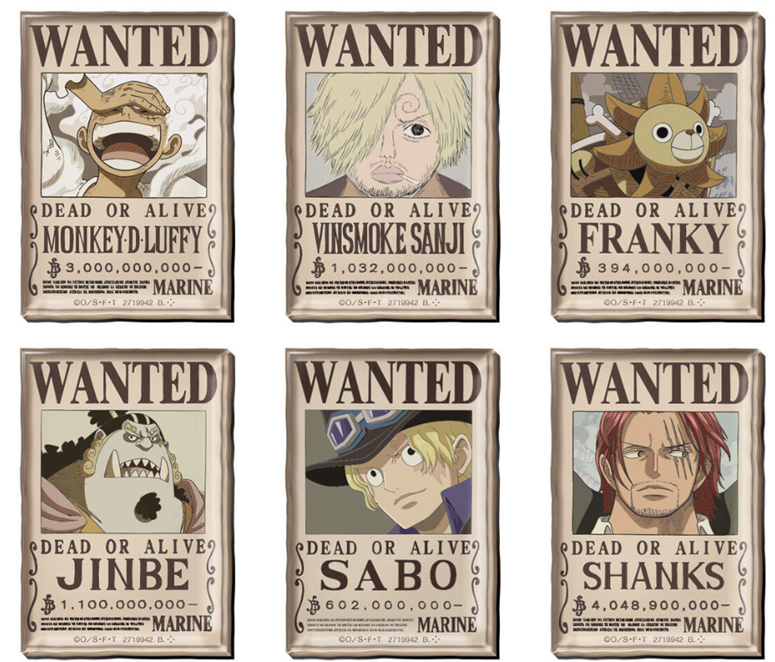 WANTED
DEAD OR ALIVE
MONKEY·D·LUFFY
3,000,000,000-
MARINE
©O/S·F·T 2719942 B.
WANTED
DEAD OR ALIVE
VINSMOKE SANJI
1,032,000,000-
MARINE
©O/S·F·T 2719942 B.
WANTED
DEAD OR ALIVE
FRANKY
394,000,000-
MARINE
©O/S·F·T 2719942 B.
WANTED
DEAD OR ALIVE
JINBE
1,100,000,000-
MARINE
©O/S·F·T 2719942 B.
WANTED
DEAD OR ALIVE
SABO
602,000,000-
MARINE
©O/S·F·T 2719942 B.
WANTED
DEAD OR ALIVE
SHANKS
4,048,900,000-
MARINE
©O/S·F·T 2719942 B.